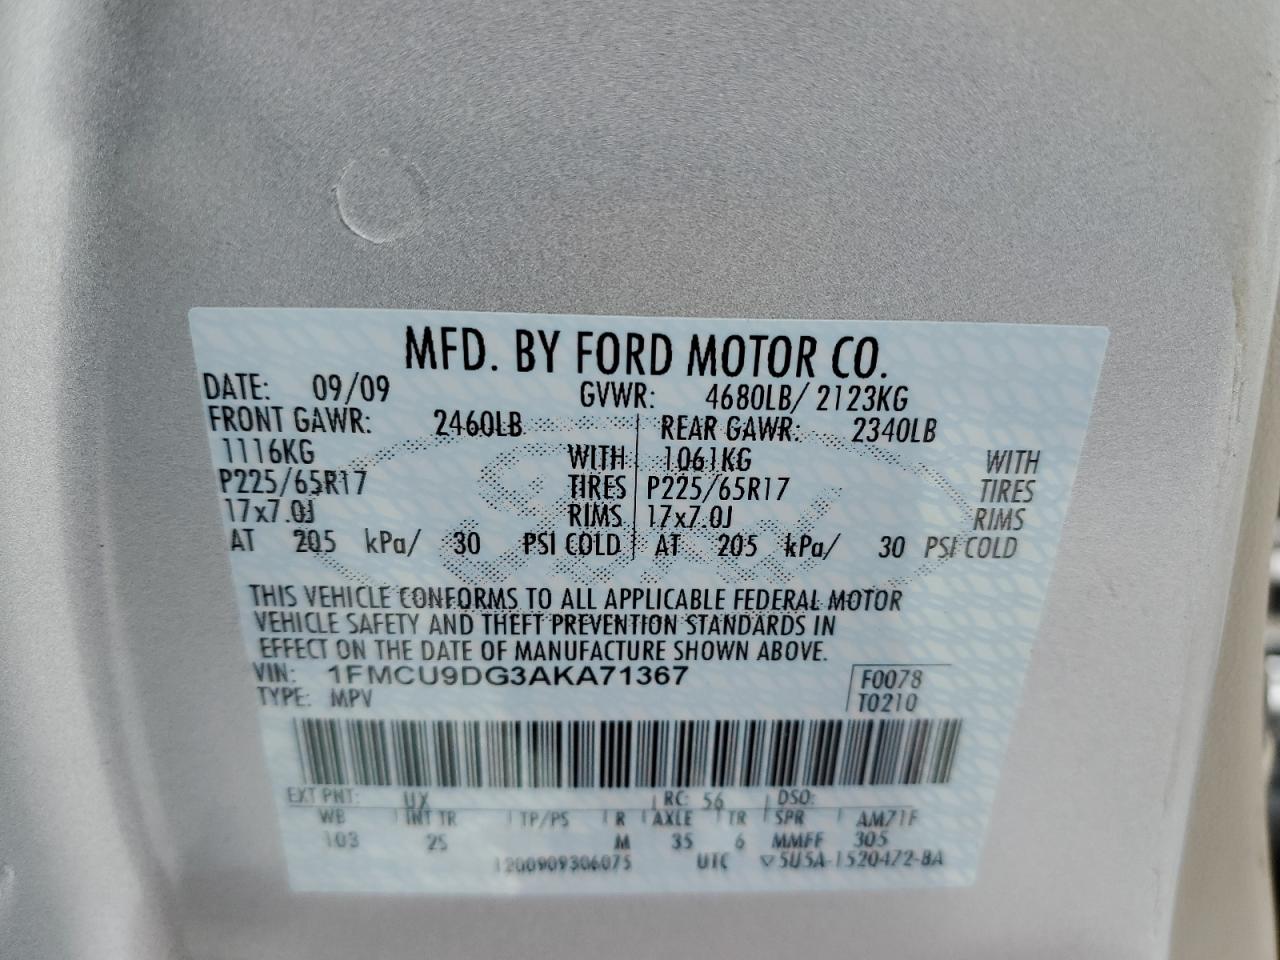 MFD. BY FORD MOTOR CO.
DATE: 09/09 GVWR: 4680LB/ 2123KG
FRONT GAWR: 2460LB REAR GAWR: 2340LB
1116KG WITH 1061KG WITH
P225/65R17 TIRES P225/65R17 TIRES
17x7.0J RIMS 17x7.0J RIMS
AT 205 kPa/ 30 PSI COLD AT 205 kPa/ 30 PSI COLD
THIS VEHICLE CONFORMS TO ALL APPLICABLE FEDERAL MOTOR
VEHICLE SAFETY AND THEFT PREVENTION STANDARDS IN
EFFECT ON THE DATE OF MANUFACTURE SHOWN ABOVE.
VIN: 1FMCU9DG3AKA71367 F0078
TYPE: MPV T0210
EXT PNT: UX RC: 56 DSO:
WB INT TR TP/PS R AXLE TR SPR AM71F
103 2S M 35 6 MMFF 305
1200909306075 UTC ▽5U5A-1520472-BA